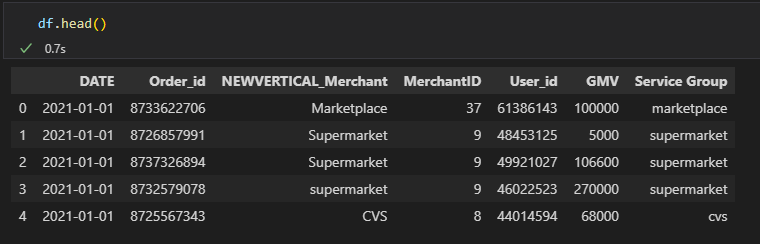 df.head()
0.7s
DATE Order_id NEWVERTICAL_Merchant MerchantID User_id GMV Service Group
0 2021-01-01 8733622706 Marketplace 37 61386143 100000 marketplace
1 2021-01-01 8726857991 Supermarket 9 48453125 5000 supermarket
2 2021-01-01 8737326894 Supermarket 9 49921027 106600 supermarket
3 2021-01-01 8732579078 supermarket 9 46022523 270000 supermarket
4 2021-01-01 8725567343 CVS 8 44014594 68000 cvs